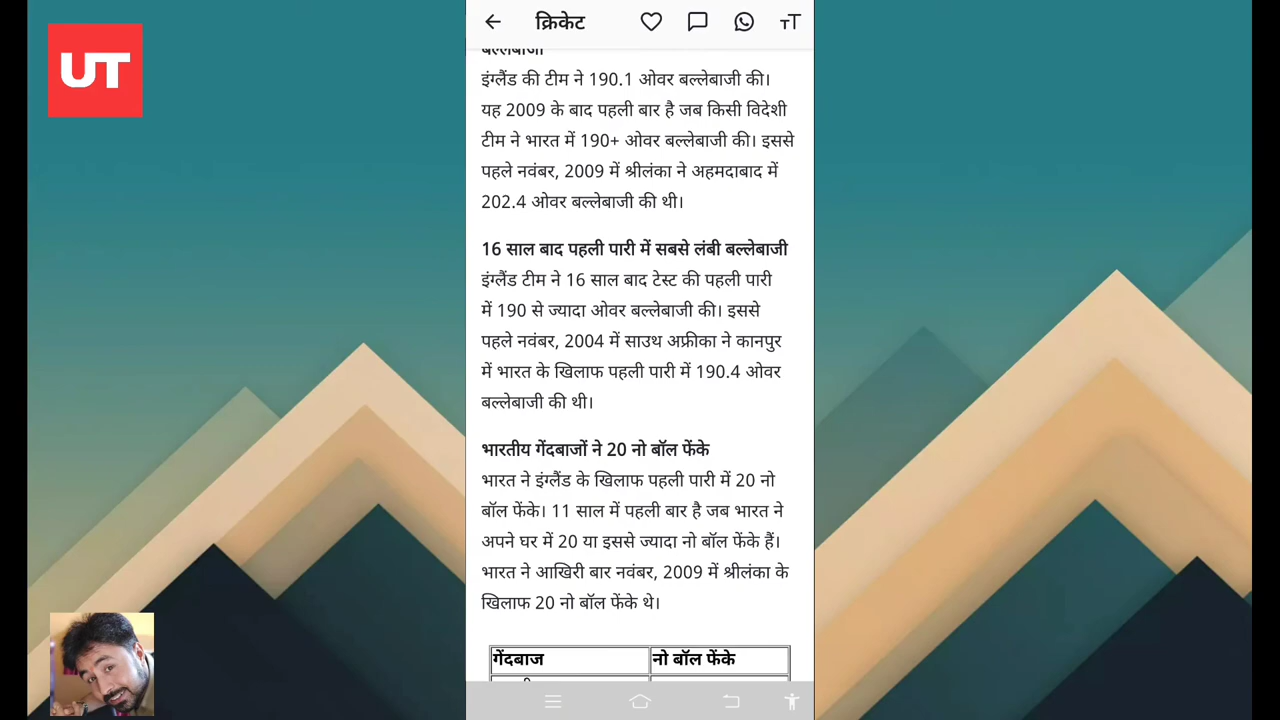 UT
क्रिकेट
बल्लेबाजी
इंग्लैंड की टीम ने 190.1 ओवर बल्लेबाजी की।
यह 2009 के बाद पहली बार है जब किसी विदेशी
टीम ने भारत में 190+ ओवर बल्लेबाजी की। इससे
पहले नवंबर, 2009 में श्रीलंका ने अहमदाबाद में
202.4 ओवर बल्लेबाजी की थी।
16 साल बाद पहली पारी में सबसे लंबी बल्लेबाजी
इंग्लैंड टीम ने 16 साल बाद टेस्ट की पहली पारी
में 190 से ज्यादा ओवर बल्लेबाजी की। इससे
पहले नवंबर, 2004 में साउथ अफ्रीका ने कानपुर
में भारत के खिलाफ पहली पारी में 190.4 ओवर
बल्लेबाजी की थी।
भारतीय गेंदबाजों ने 20 नो बॉल फेंके
भारत ने इंग्लैंड के खिलाफ पहली पारी में 20 नो
बॉल फेंके। 11 साल में पहली बार है जब भारत ने
अपने घर में 20 या इससे ज्यादा नो बॉल फेंके हैं।
भारत ने आखिरी बार नवंबर, 2009 में श्रीलंका के
खिलाफ 20 नो बॉल फेंके थे।
गेंदबाज नो बॉल फेंके